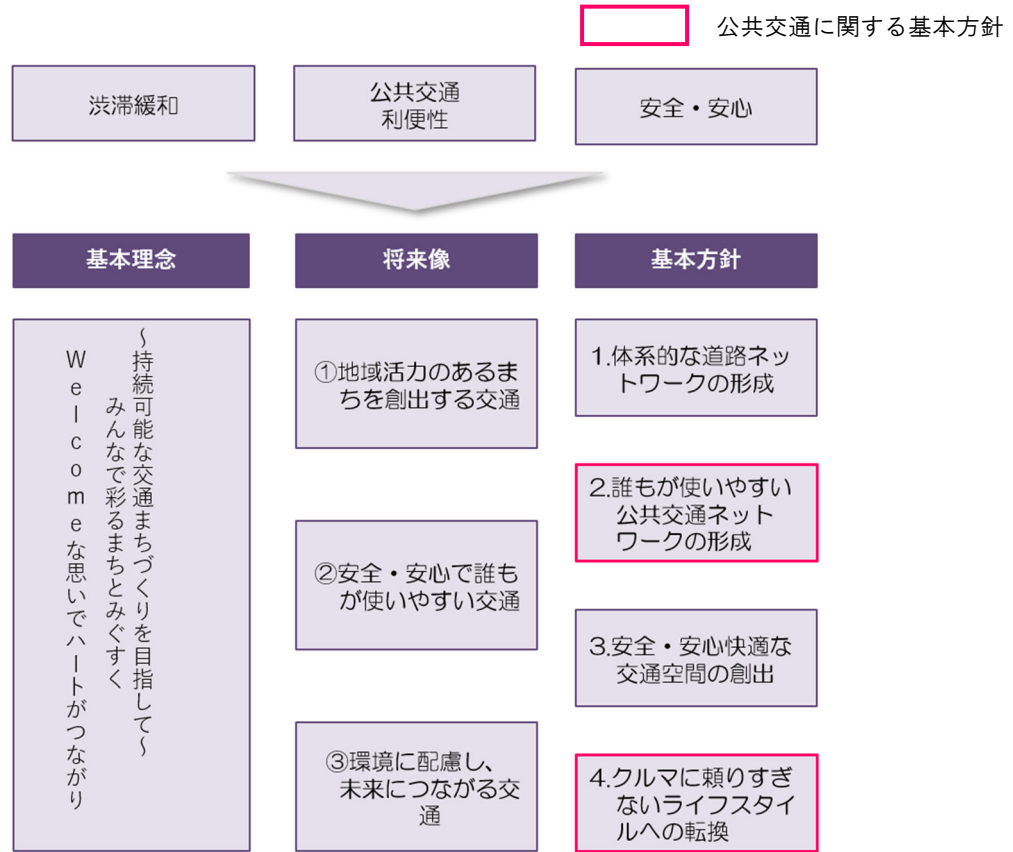 公共交通に関する基本方針
渋滞緩和
公共交通
利便性
安全・安心
基本理念
将来像
基本方針
Welcomeな思いでハートがつながり
みんなで彩るまちとみぐすく
～持続可能な交通まちづくりを目指して～
①地域活力のあるま
ちを創出する交通
②安全・安心で誰も
が使いやすい交通
③環境に配慮し、
未来につながる交
通
1.体系的な道路ネッ
トワークの形成
2.誰もが使いやすい
公共交通ネット
ワークの形成
3.安全・安心快適な
交通空間の創出
4.クルマに頼りすぎ
ないライフスタイ
ルへの転換